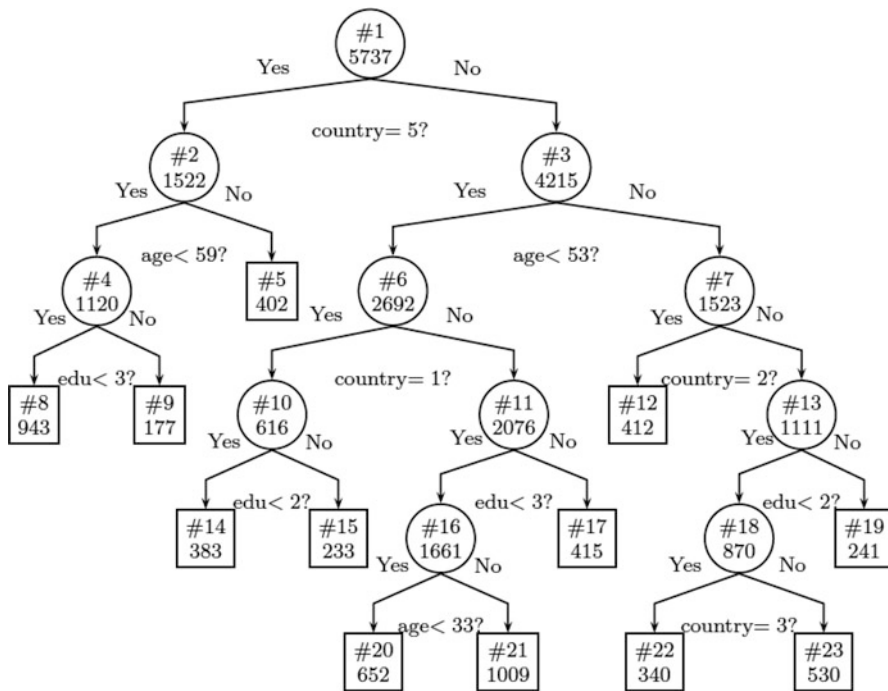 #1
5737
Yes No
country= 5?
#2
1522
#3
4215
Yes No
Yes No
age< 59?
age< 53?
#4
1120
#5
402
#6
2692
#7
1523
Yes No
Yes No
Yes No
edu< 3?
country= 1?
country= 2?
#8
943
#9
177
#10
616
#11
2076
#12
412
#13
1111
Yes No
Yes No
Yes No
edu< 2?
edu< 3?
edu< 2?
#14
383
#15
233
#16
1661
#17
415
#18
870
#19
241
Yes No
Yes No
age< 33?
country= 3?
#20
652
#21
1009
#22
340
#23
530